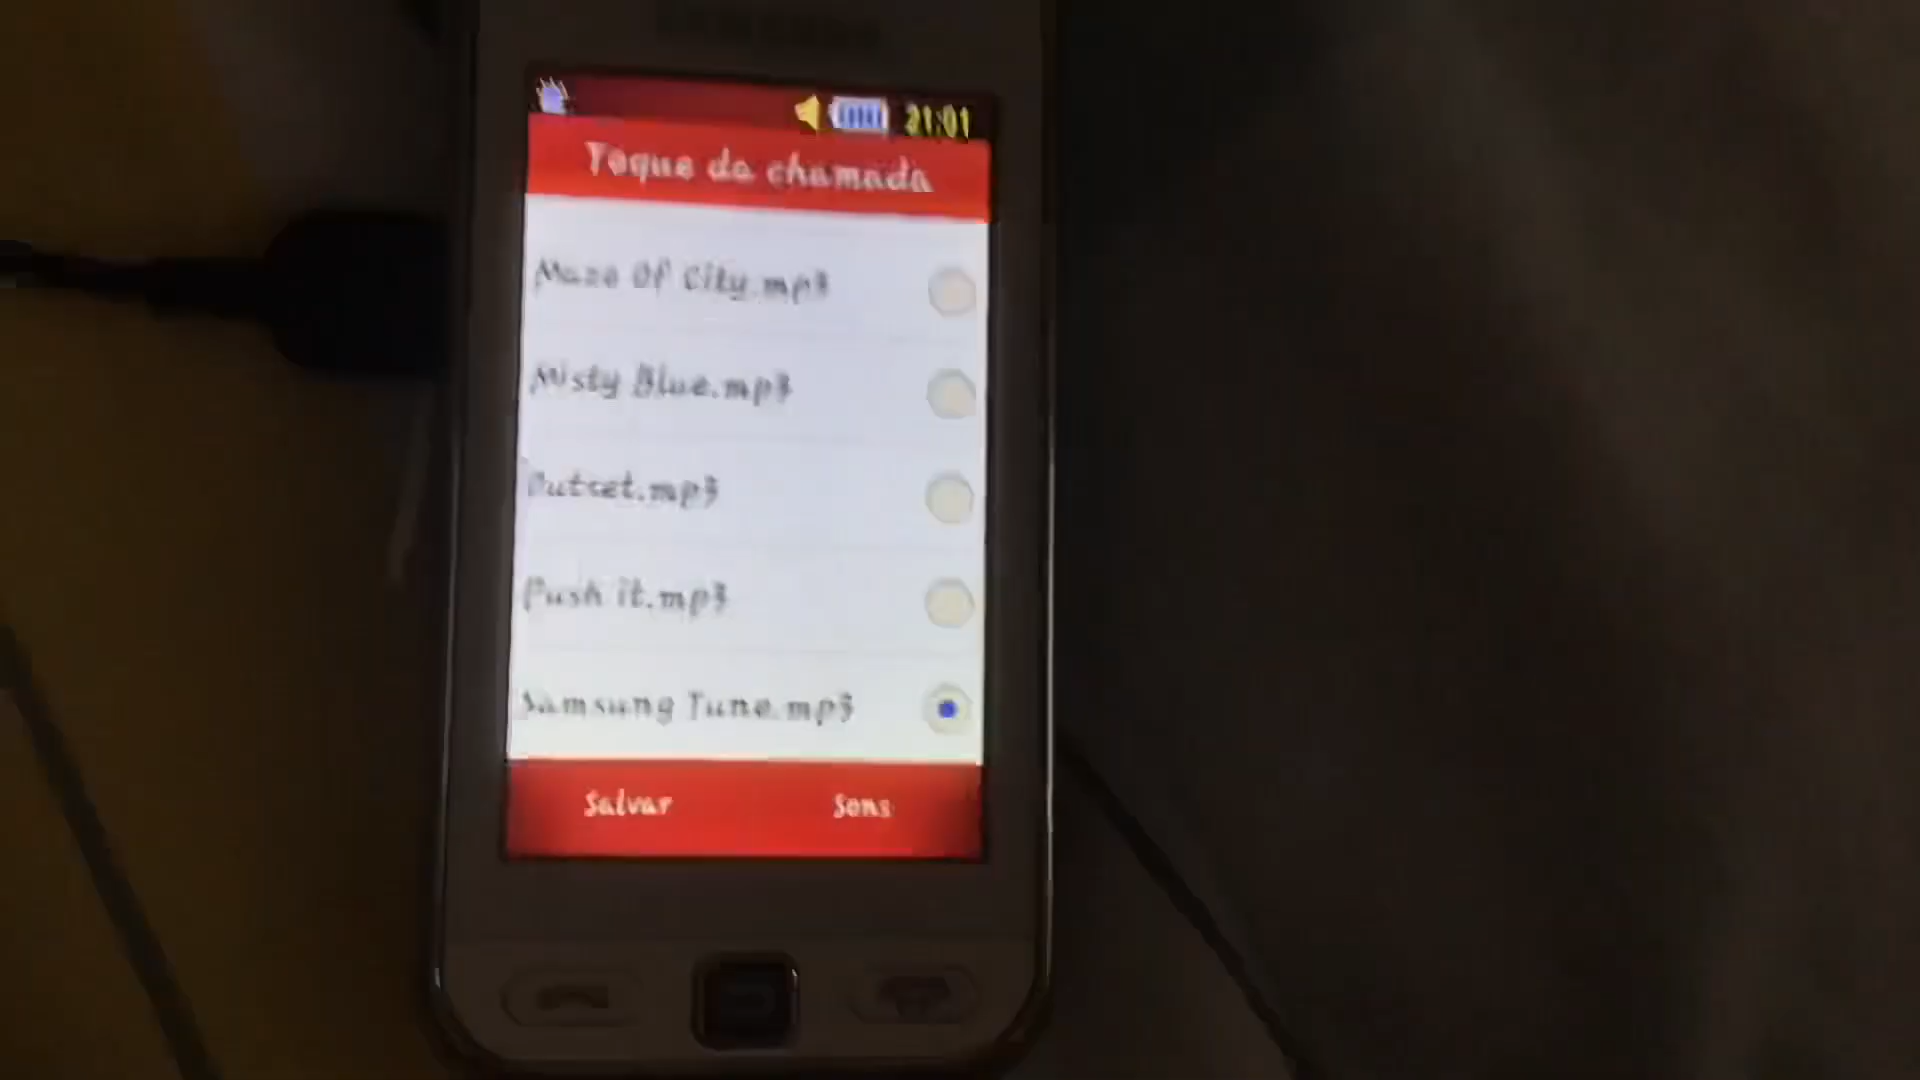 21:01
Toque de chamada
Maze Of City.mp3
Misty Blue.mp3
Outset.mp3
Push it.mp3
Samsung Tune.mp3
Salvar Sons